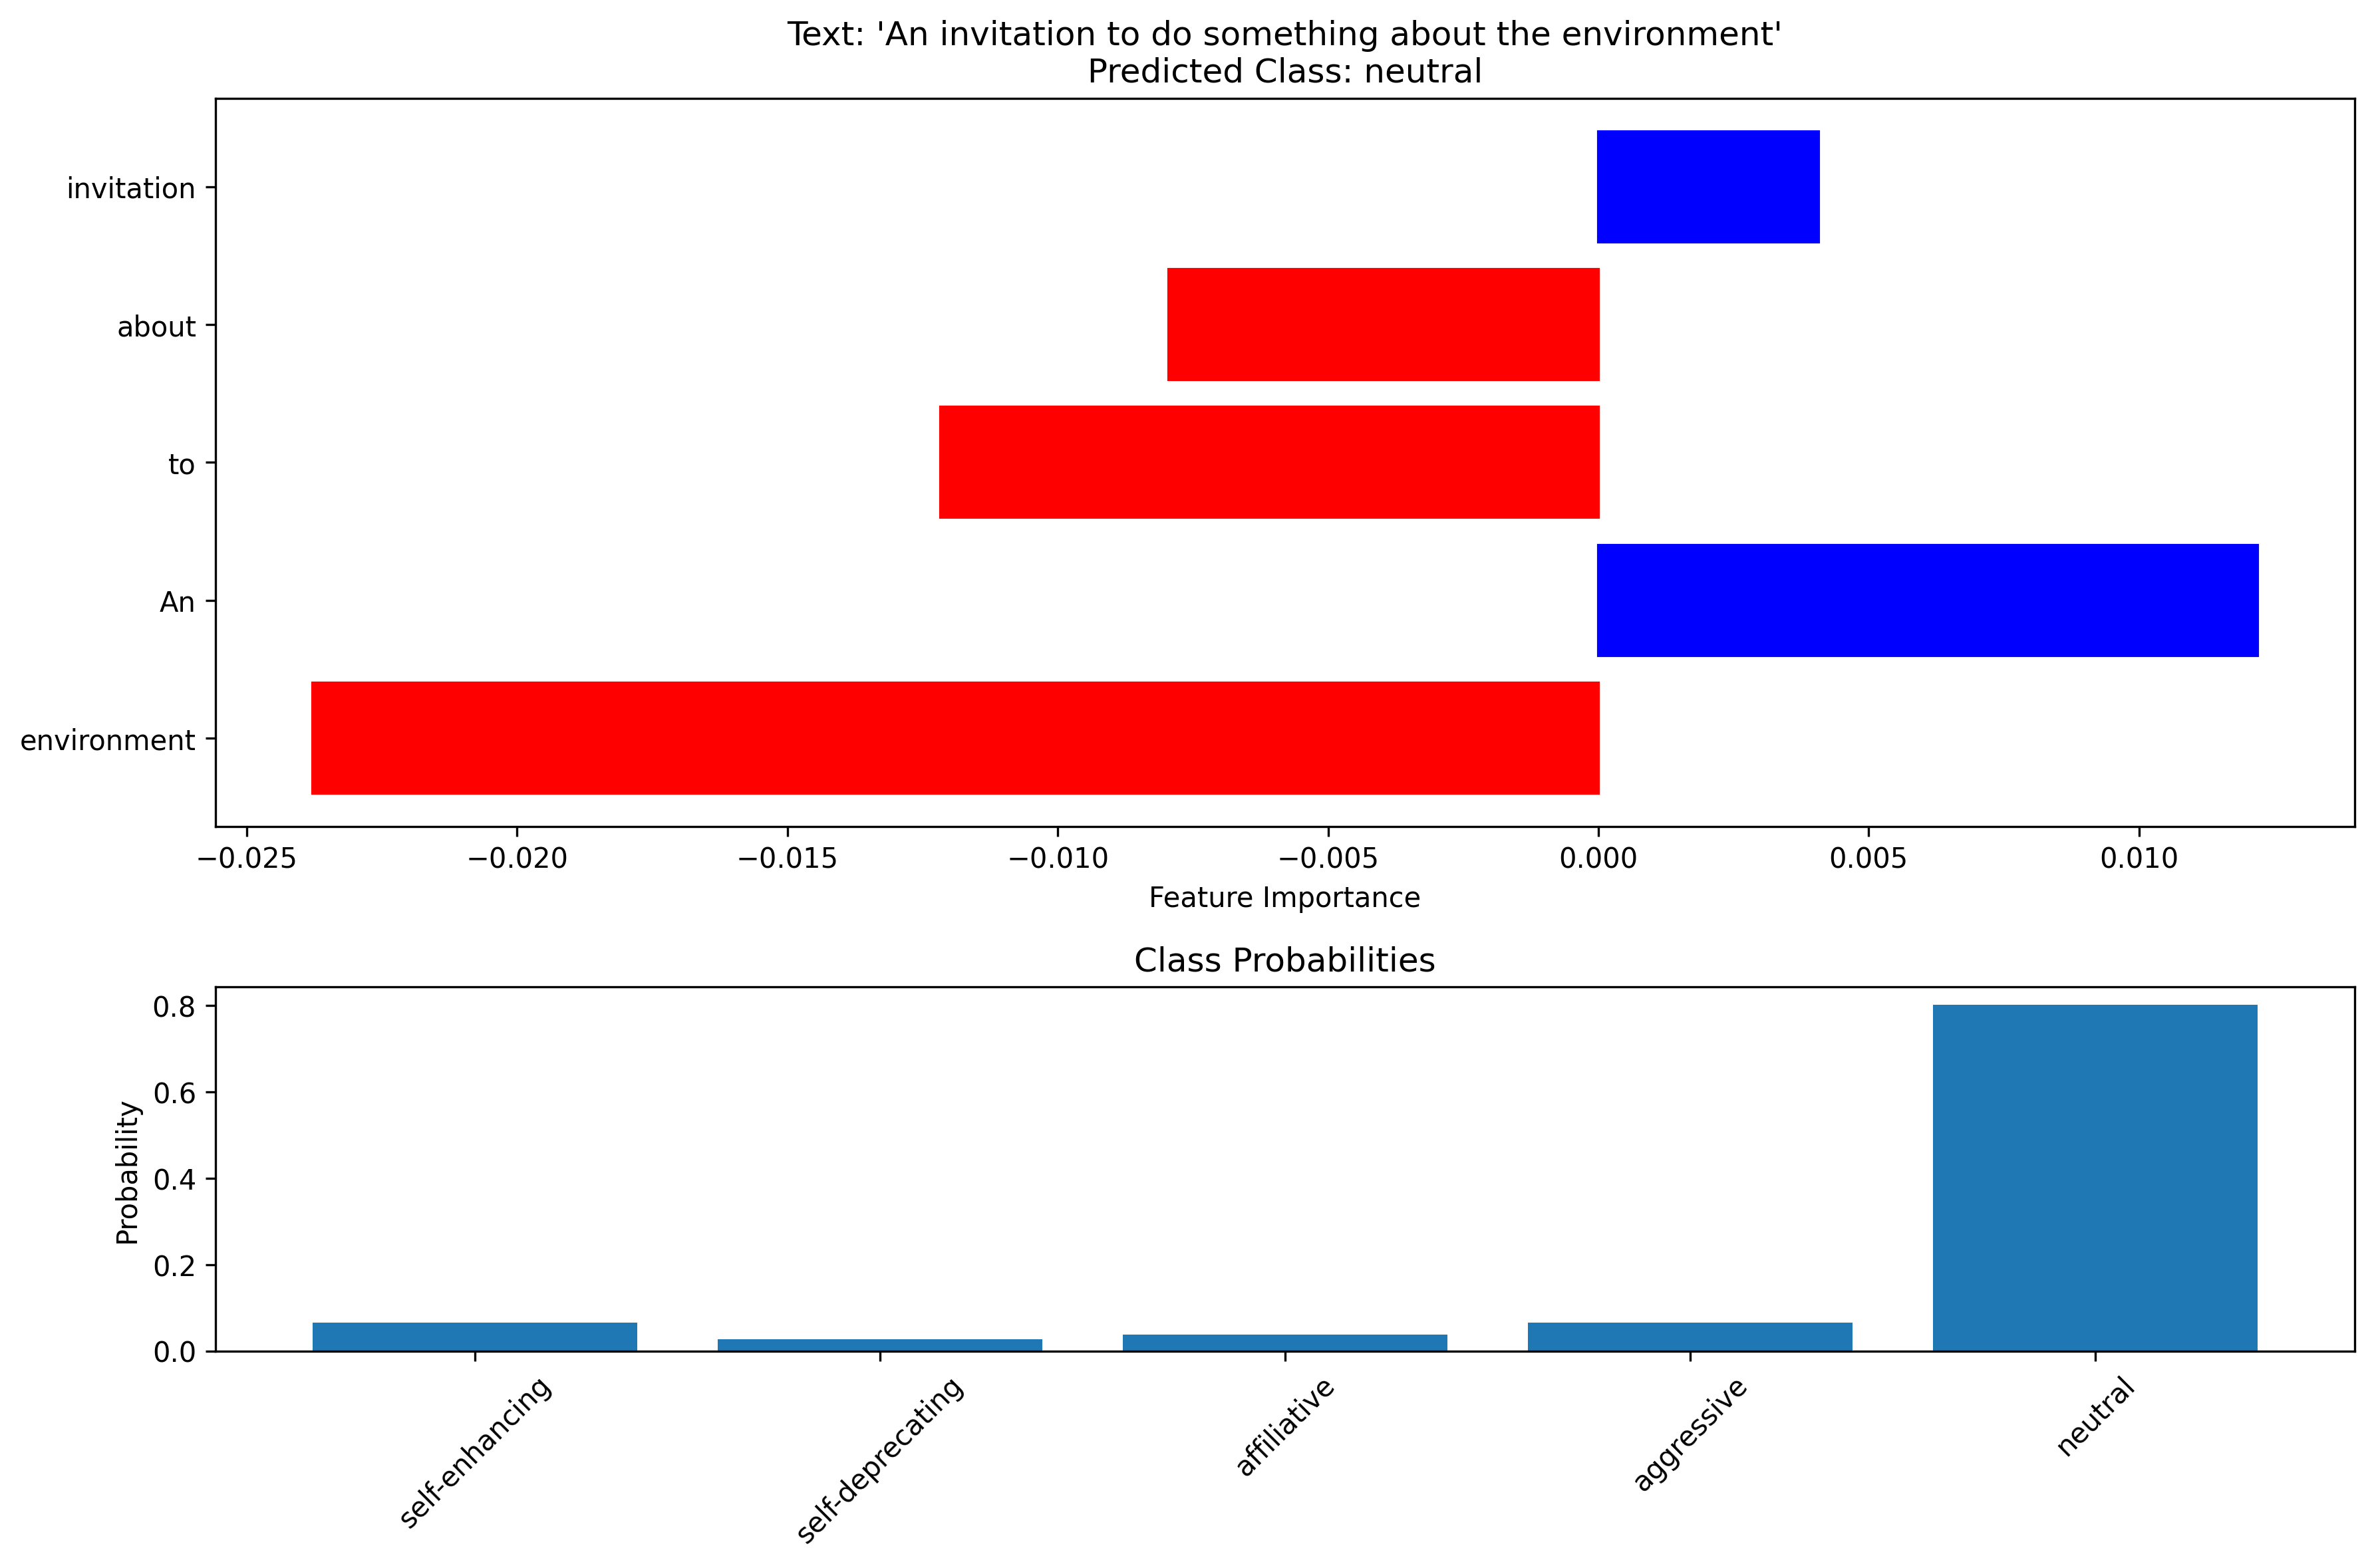 Text: 'An invitation to do something about the environment'
Predicted Class: neutral
invitation
about
to
An
environment
−0.025 −0.020 −0.015 −0.010 −0.005 0.000 0.005 0.010
Feature Importance
Class Probabilities
0.8
0.6
0.4
0.2
0.0
Probability
self-enhancing self-deprecating affiliative aggressive neutral